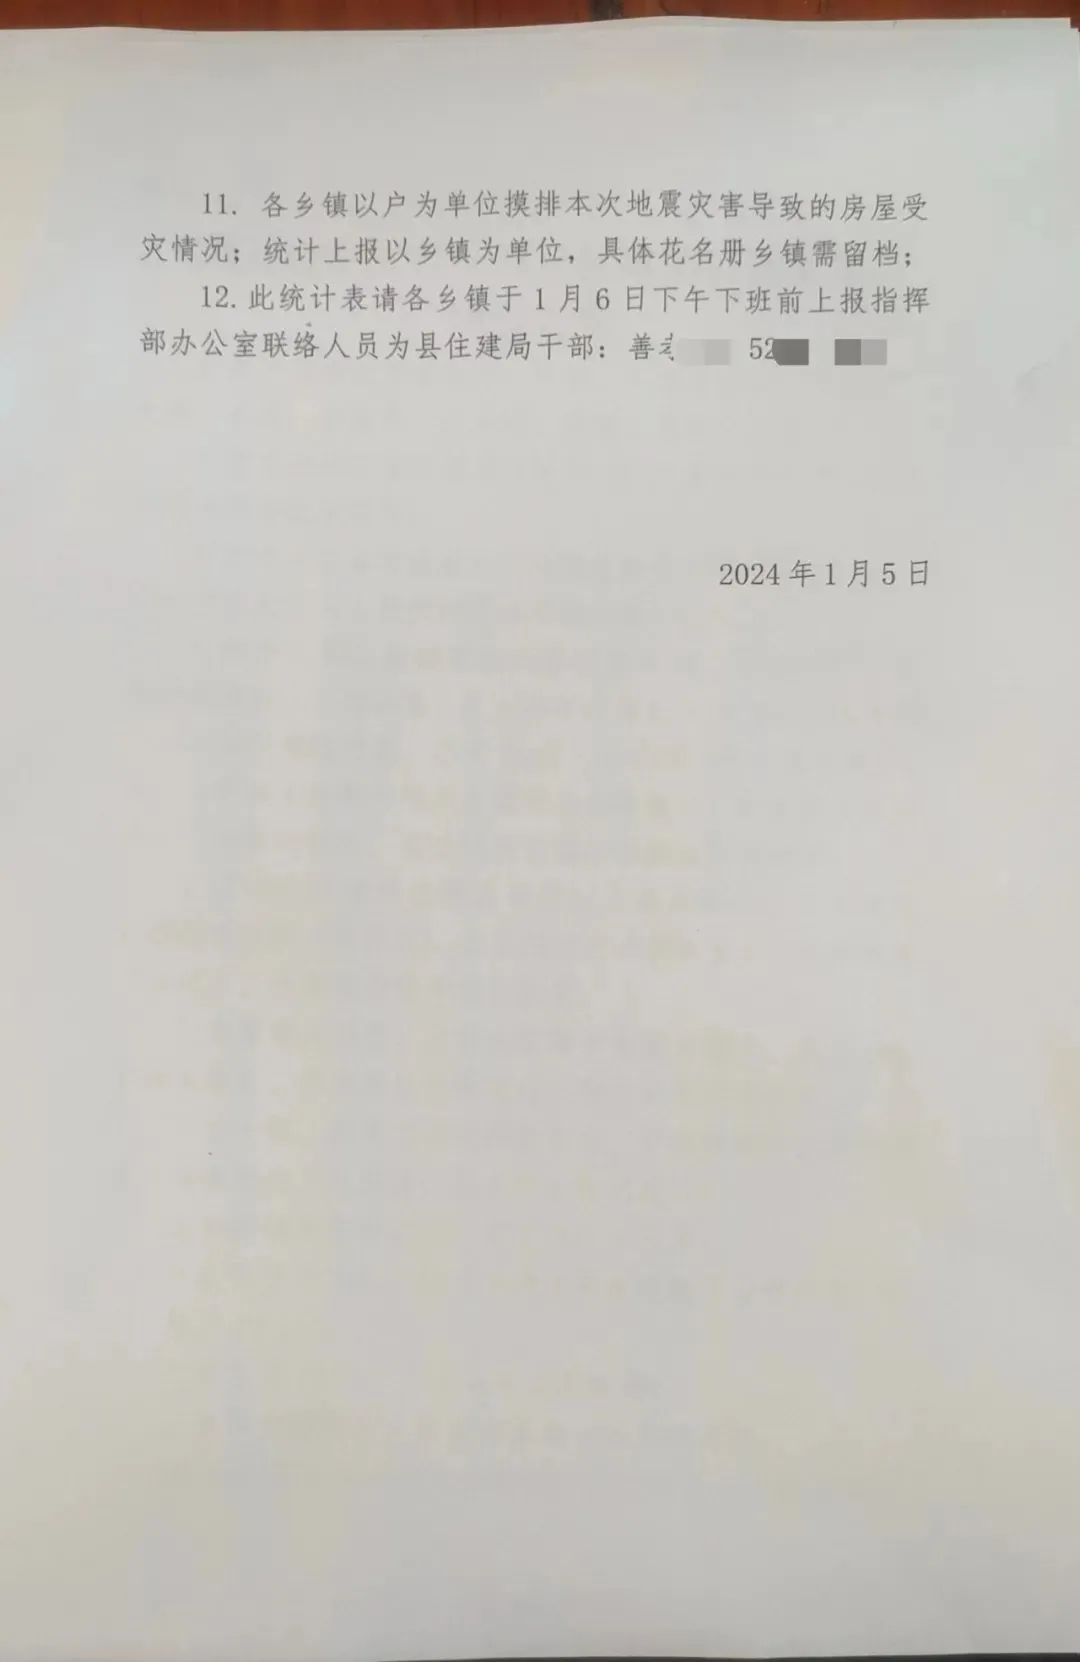 11. 各乡镇以户为单位摸排本次地震灾害导致的房屋受
灾情况；统计上报以乡镇为单位，具体花名册乡镇需留档；
12.此统计表请各乡镇于1月6日下午下班前上报指挥
部办公室联络人员为县住建局干部：善 52
2024年1月5日